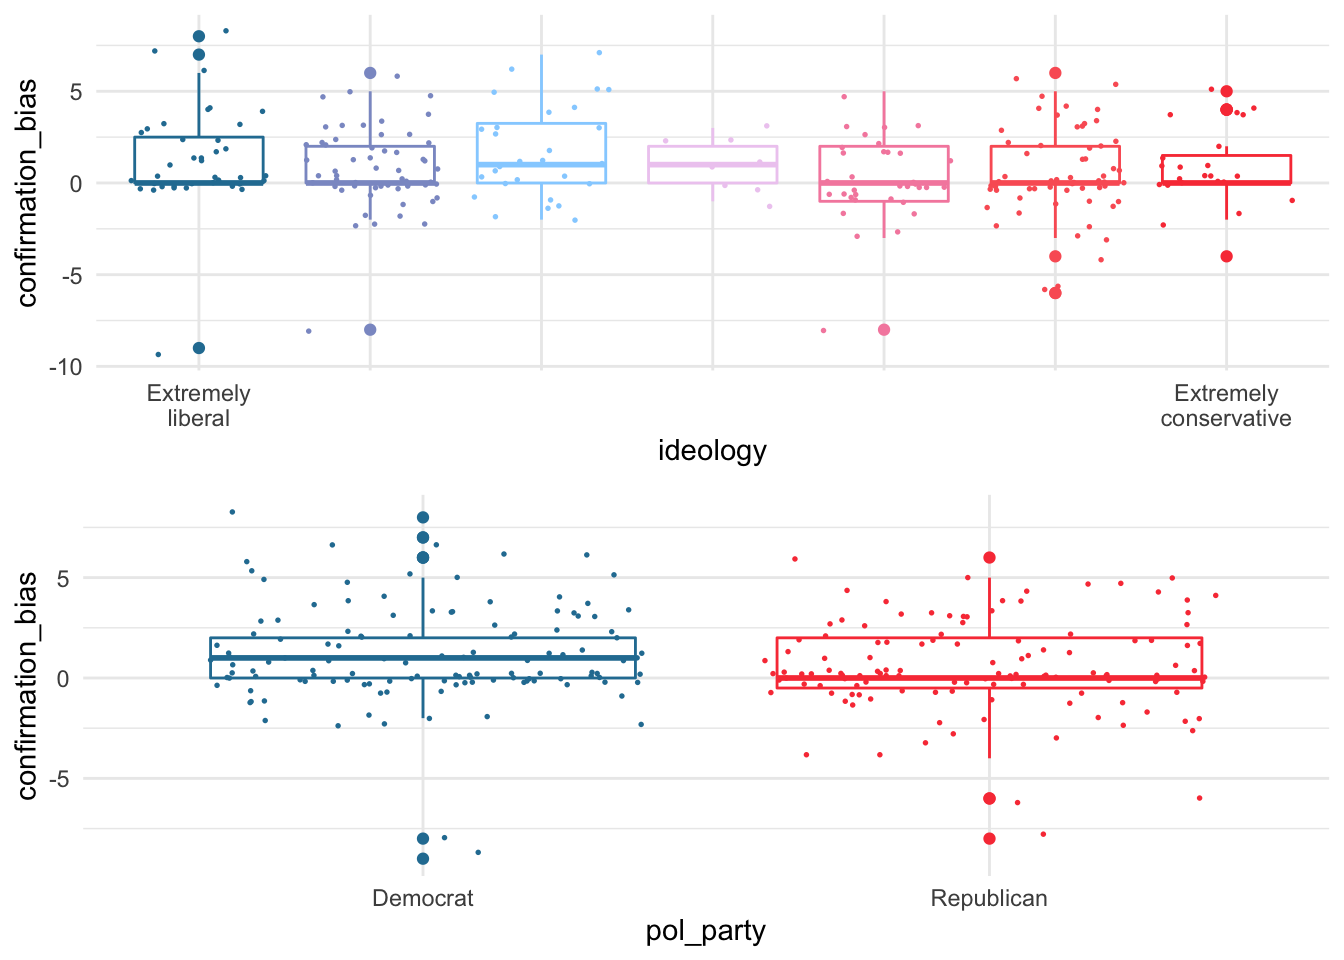 confirmation_bias
5
0
-5
-10
Extremely
liberal
Extremely
conservative
ideology
confirmation_bias
5
0
-5
Democrat
Republican
pol_party